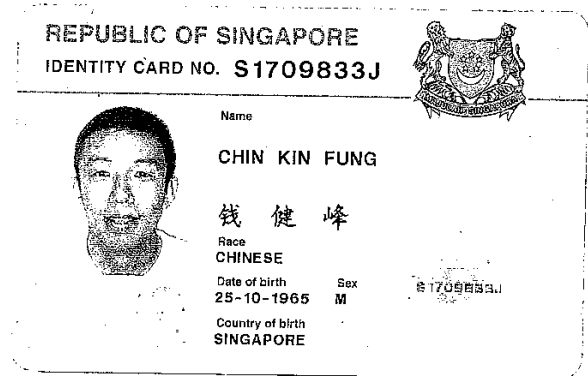 REPUBLIC OF SINGAPORE
IDENTITY CARD NO. S1709833J
Name
CHIN KIN FUNG
钱 健 峰
Race
CHINESE
Date of birth Sex
25-10-1965 M S1709833J
Country of birth
SINGAPORE